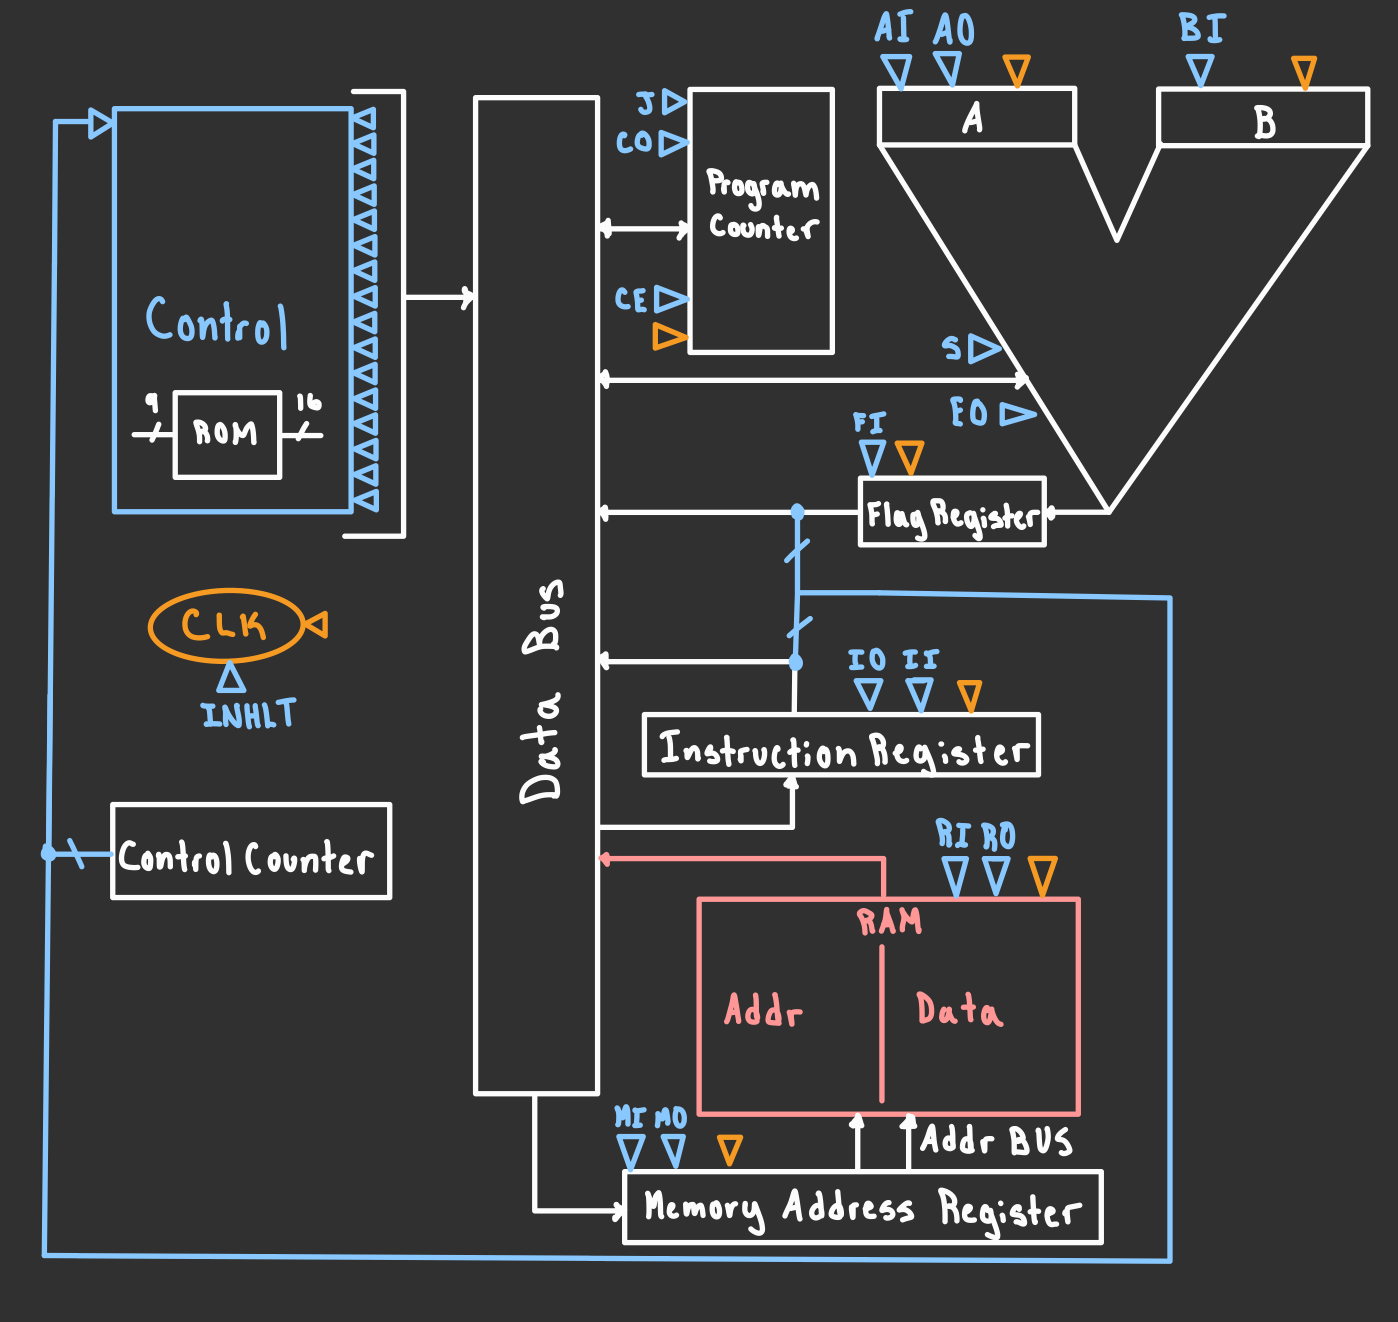 AI AO
BI
A
B
J
CO
Program
Counter
CE
Control
9
16
ROM
S
EO
FI
Flag Register
CLK
INHLT
Data Bus
IO II
Instruction Register
Control Counter
RI RO
RAM
Addr
Data
MI MO
Addr BUS
Memory Address Register